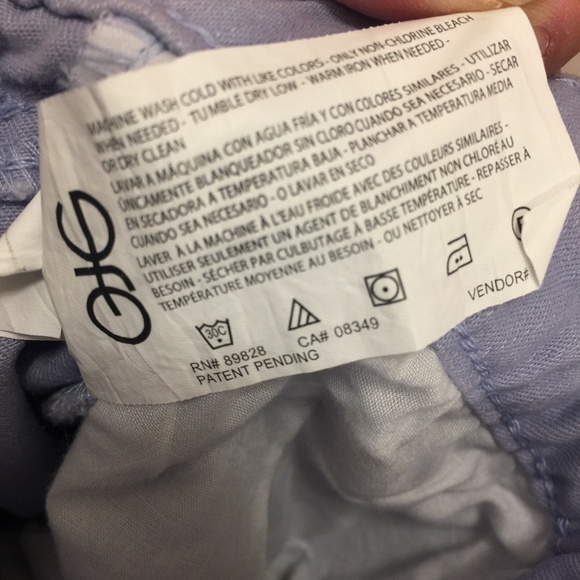 MACHINE WASH COLD WITH LIKE COLORS - ONLY NON-CHLORINE BLEACH
WHEN NEEDED - TUMBLE DRY LOW - WARM IRON WHEN NEEDED -
OR DRY CLEAN
LAVAR A MÁQUINA CON AGUA FRÍA Y CON COLORES SIMILARES - UTILIZAR
ÚNICAMENTE BLANQUEADOR SIN CLORO CUANDO SEA NECESARIO - SECAR
EN SECADORA A TEMPERATURA BAJA - PLANCHAR A TEMPERATURA MEDIA
CUANDO SEA NECESARIO - O LAVAR EN SECO
LAVER À LA MACHINE À L'EAU FROIDE AVEC DES COULEURS SIMILAIRES -
UTILISER SEULEMENT UN AGENT DE BLANCHIMENT NON CHLORÉ AU
BESOIN - SÉCHER PAR CULBUTAGE À BASSE TEMPÉRATURE - REPASSER À
TEMPÉRATURE MOYENNE AU BESOIN - OU NETTOYER À SEC
30C
RN# 89828 CA# 08349 VENDOR#
PATENT PENDING